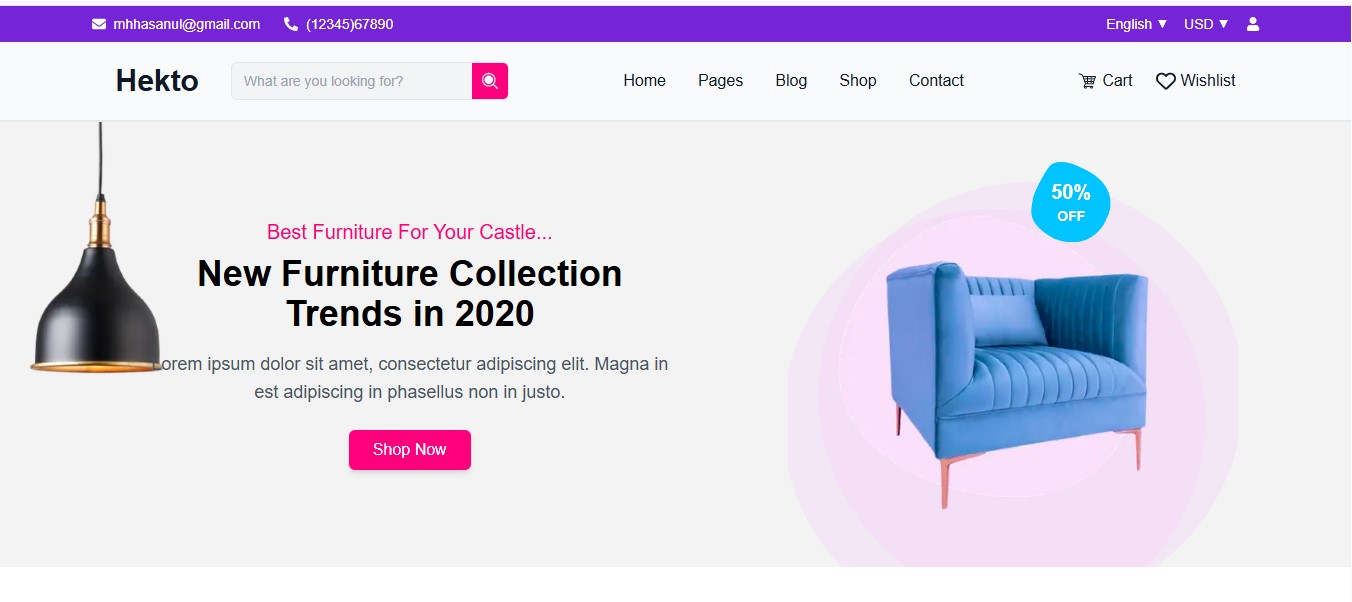 mhhasanul@gmail.com (12345)67890 English ▼ USD ▼
Hekto What are you looking for? Home Pages Blog Shop Contact Cart Wishlist
50%
OFF
Best Furniture For Your Castle...
New Furniture Collection
Trends in 2020
Lorem ipsum dolor sit amet, consectetur adipiscing elit. Magna in
est adipiscing in phasellus non in justo.
Shop Now